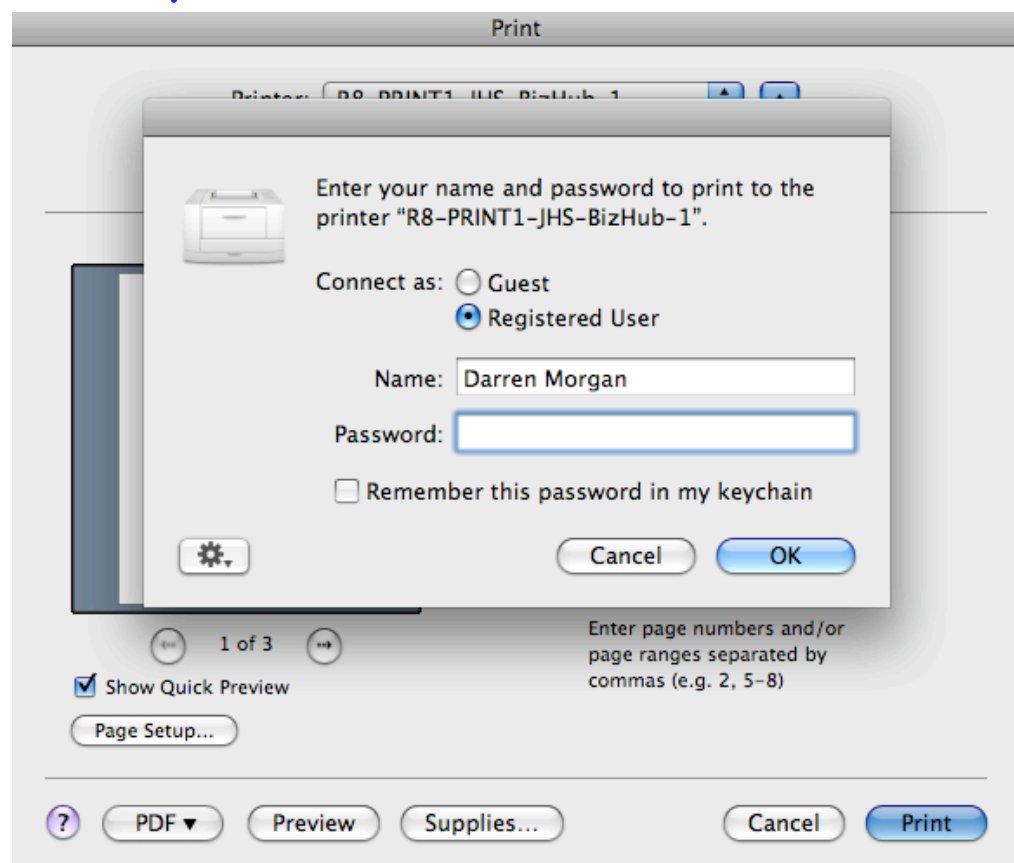 Print
Printer: R8_PRINT1_JHS_BizHub_1
Enter your name and password to print to the
printer “R8-PRINT1-JHS-BizHub-1”.
Connect as: Guest
Registered User
Name: Darren Morgan
Password:
Remember this password in my keychain
Cancel OK
1 of 3
Enter page numbers and/or
page ranges separated by
commas (e.g. 2, 5-8)
Show Quick Preview
Page Setup...
? PDF ▼ Preview Supplies... Cancel Print